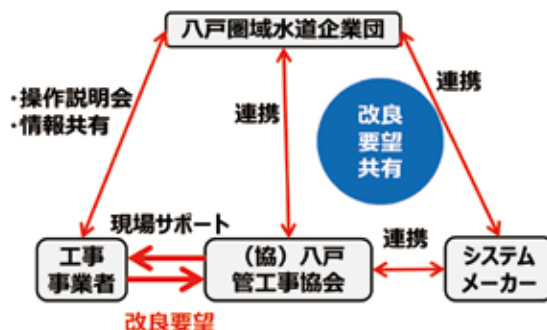 八戸圏域水道企業団
・操作説明会
・情報共有
連携
連携
改良
要望
共有
現場サポート
連携
工事
事業者
（協）八戸
管工事協会
システム
メーカー
改良要望